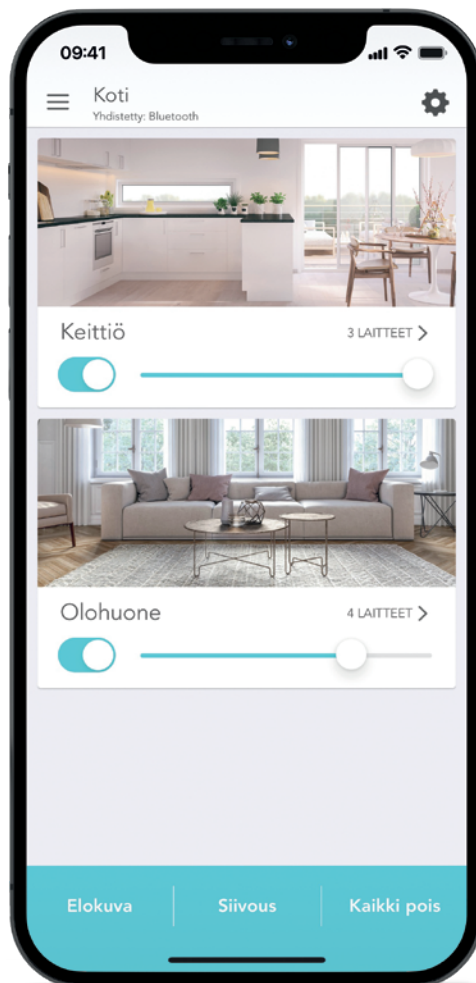 09:41
Koti
Yhdistetty: Bluetooth
Keittiö
3 LAITTEET
Olohuone
4 LAITTEET
Elokuva
Siivous
Kaikki pois